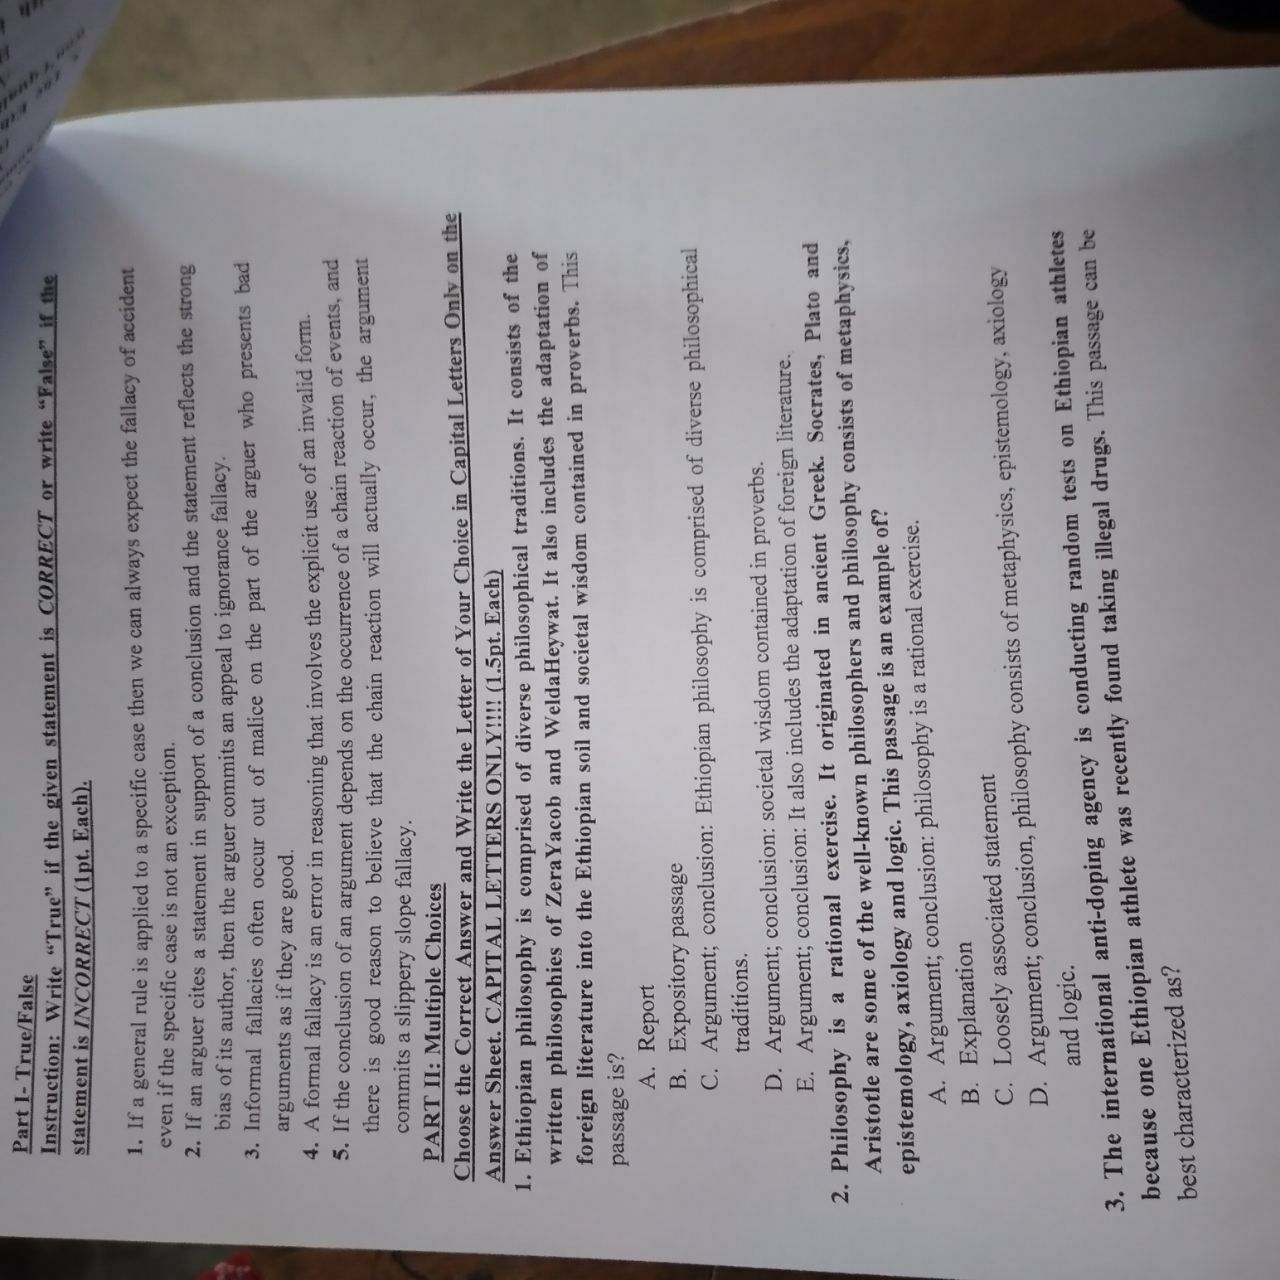 Part I- True/False
Instruction: Write “True” if the given statement is CORRECT or write “False” if the
statement is INCORRECT (1pt. Each).
1. If a general rule is applied to a specific case then we can always expect the fallacy of accident
even if the specific case is not an exception.
2. If an arguer cites a statement in support of a conclusion and the statement reflects the strong
bias of its author, then the arguer commits an appeal to ignorance fallacy.
3. Informal fallacies often occur out of malice on the part of the arguer who presents bad
arguments as if they are good.
4. A formal fallacy is an error in reasoning that involves the explicit use of an invalid form.
5. If the conclusion of an argument depends on the occurrence of a chain reaction of events, and
there is good reason to believe that the chain reaction will actually occur, the argument
commits a slippery slope fallacy.
PART II: Multiple Choices
Choose the Correct Answer and Write the Letter of Your Choice in Capital Letters Only on the
Answer Sheet. CAPITAL LETTERS ONLY!!!! (1.5pt. Each)
1. Ethiopian philosophy is comprised of diverse philosophical traditions. It consists of the
written philosophies of ZeraYacob and WeldaHeywat. It also includes the adaptation of
foreign literature into the Ethiopian soil and societal wisdom contained in proverbs. This
passage is?
A. Report
B. Expository passage
C. Argument; conclusion: Ethiopian philosophy is comprised of diverse philosophical
traditions.
D. Argument; conclusion: societal wisdom contained in proverbs.
E. Argument; conclusion: It also includes the adaptation of foreign literature.
2. Philosophy is a rational exercise. It originated in ancient Greek. Socrates, Plato and
Aristotle are some of the well-known philosophers and philosophy consists of metaphysics,
epistemology, axiology and logic. This passage is an example of?
A. Argument; conclusion: philosophy is a rational exercise.
B. Explanation
C. Loosely associated statement
D. Argument; conclusion, philosophy consists of metaphysics, epistemology, axiology
and logic.
3. The international anti-doping agency is conducting random tests on Ethiopian athletes
because one Ethiopian athlete was recently found taking illegal drugs. This passage can be
best characterized as?